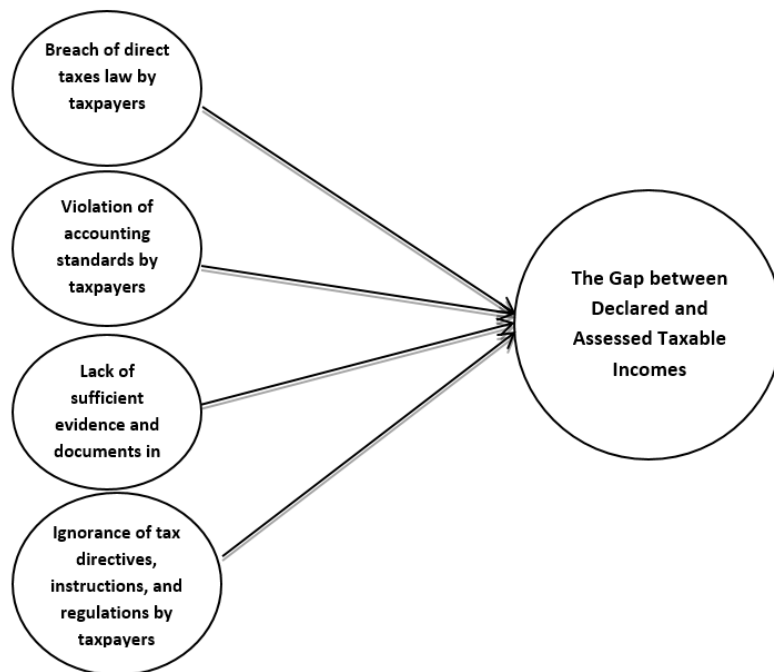 Breach of direct
taxes law by
taxpayers
Violation of
accounting
standards by
taxpayers
Lack of
sufficient
evidence and
documents in
Ignorance of tax
directives,
instructions, and
regulations by
taxpayers
The Gap between
Declared and
Assessed Taxable
Incomes